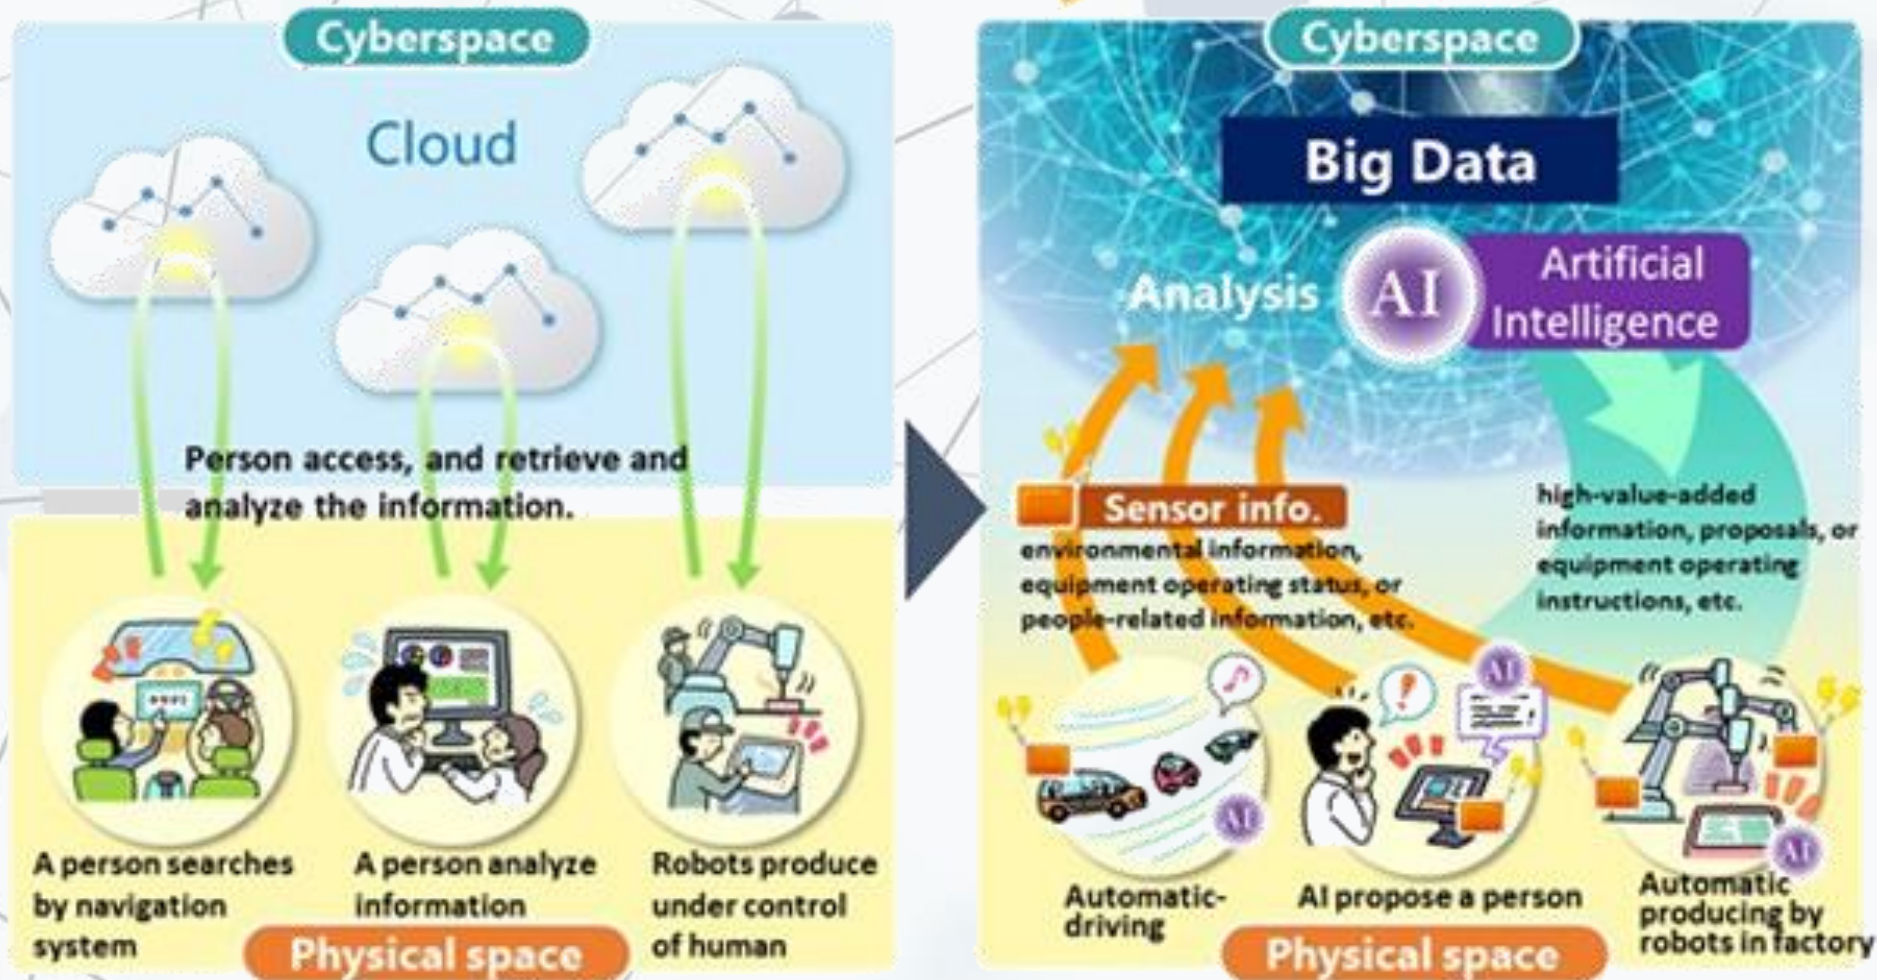 Cyberspace
Cloud
Person access, and retrieve and
analyze the information.
A person searches
by navigation
system
A person analyze
information
Robots produce
under control
of human
Physical space
Cyberspace
Big Data
Analysis
AI
Artificial
Intelligence
Sensor info.
environmental information,
equipment operating status, or
people-related information, etc.
high-value-added
information, proposals, or
equipment operating
instructions, etc.
AI
AI
AI
Automatic-
driving
AI propose a person
Automatic
producing by
robots in factory
Physical space